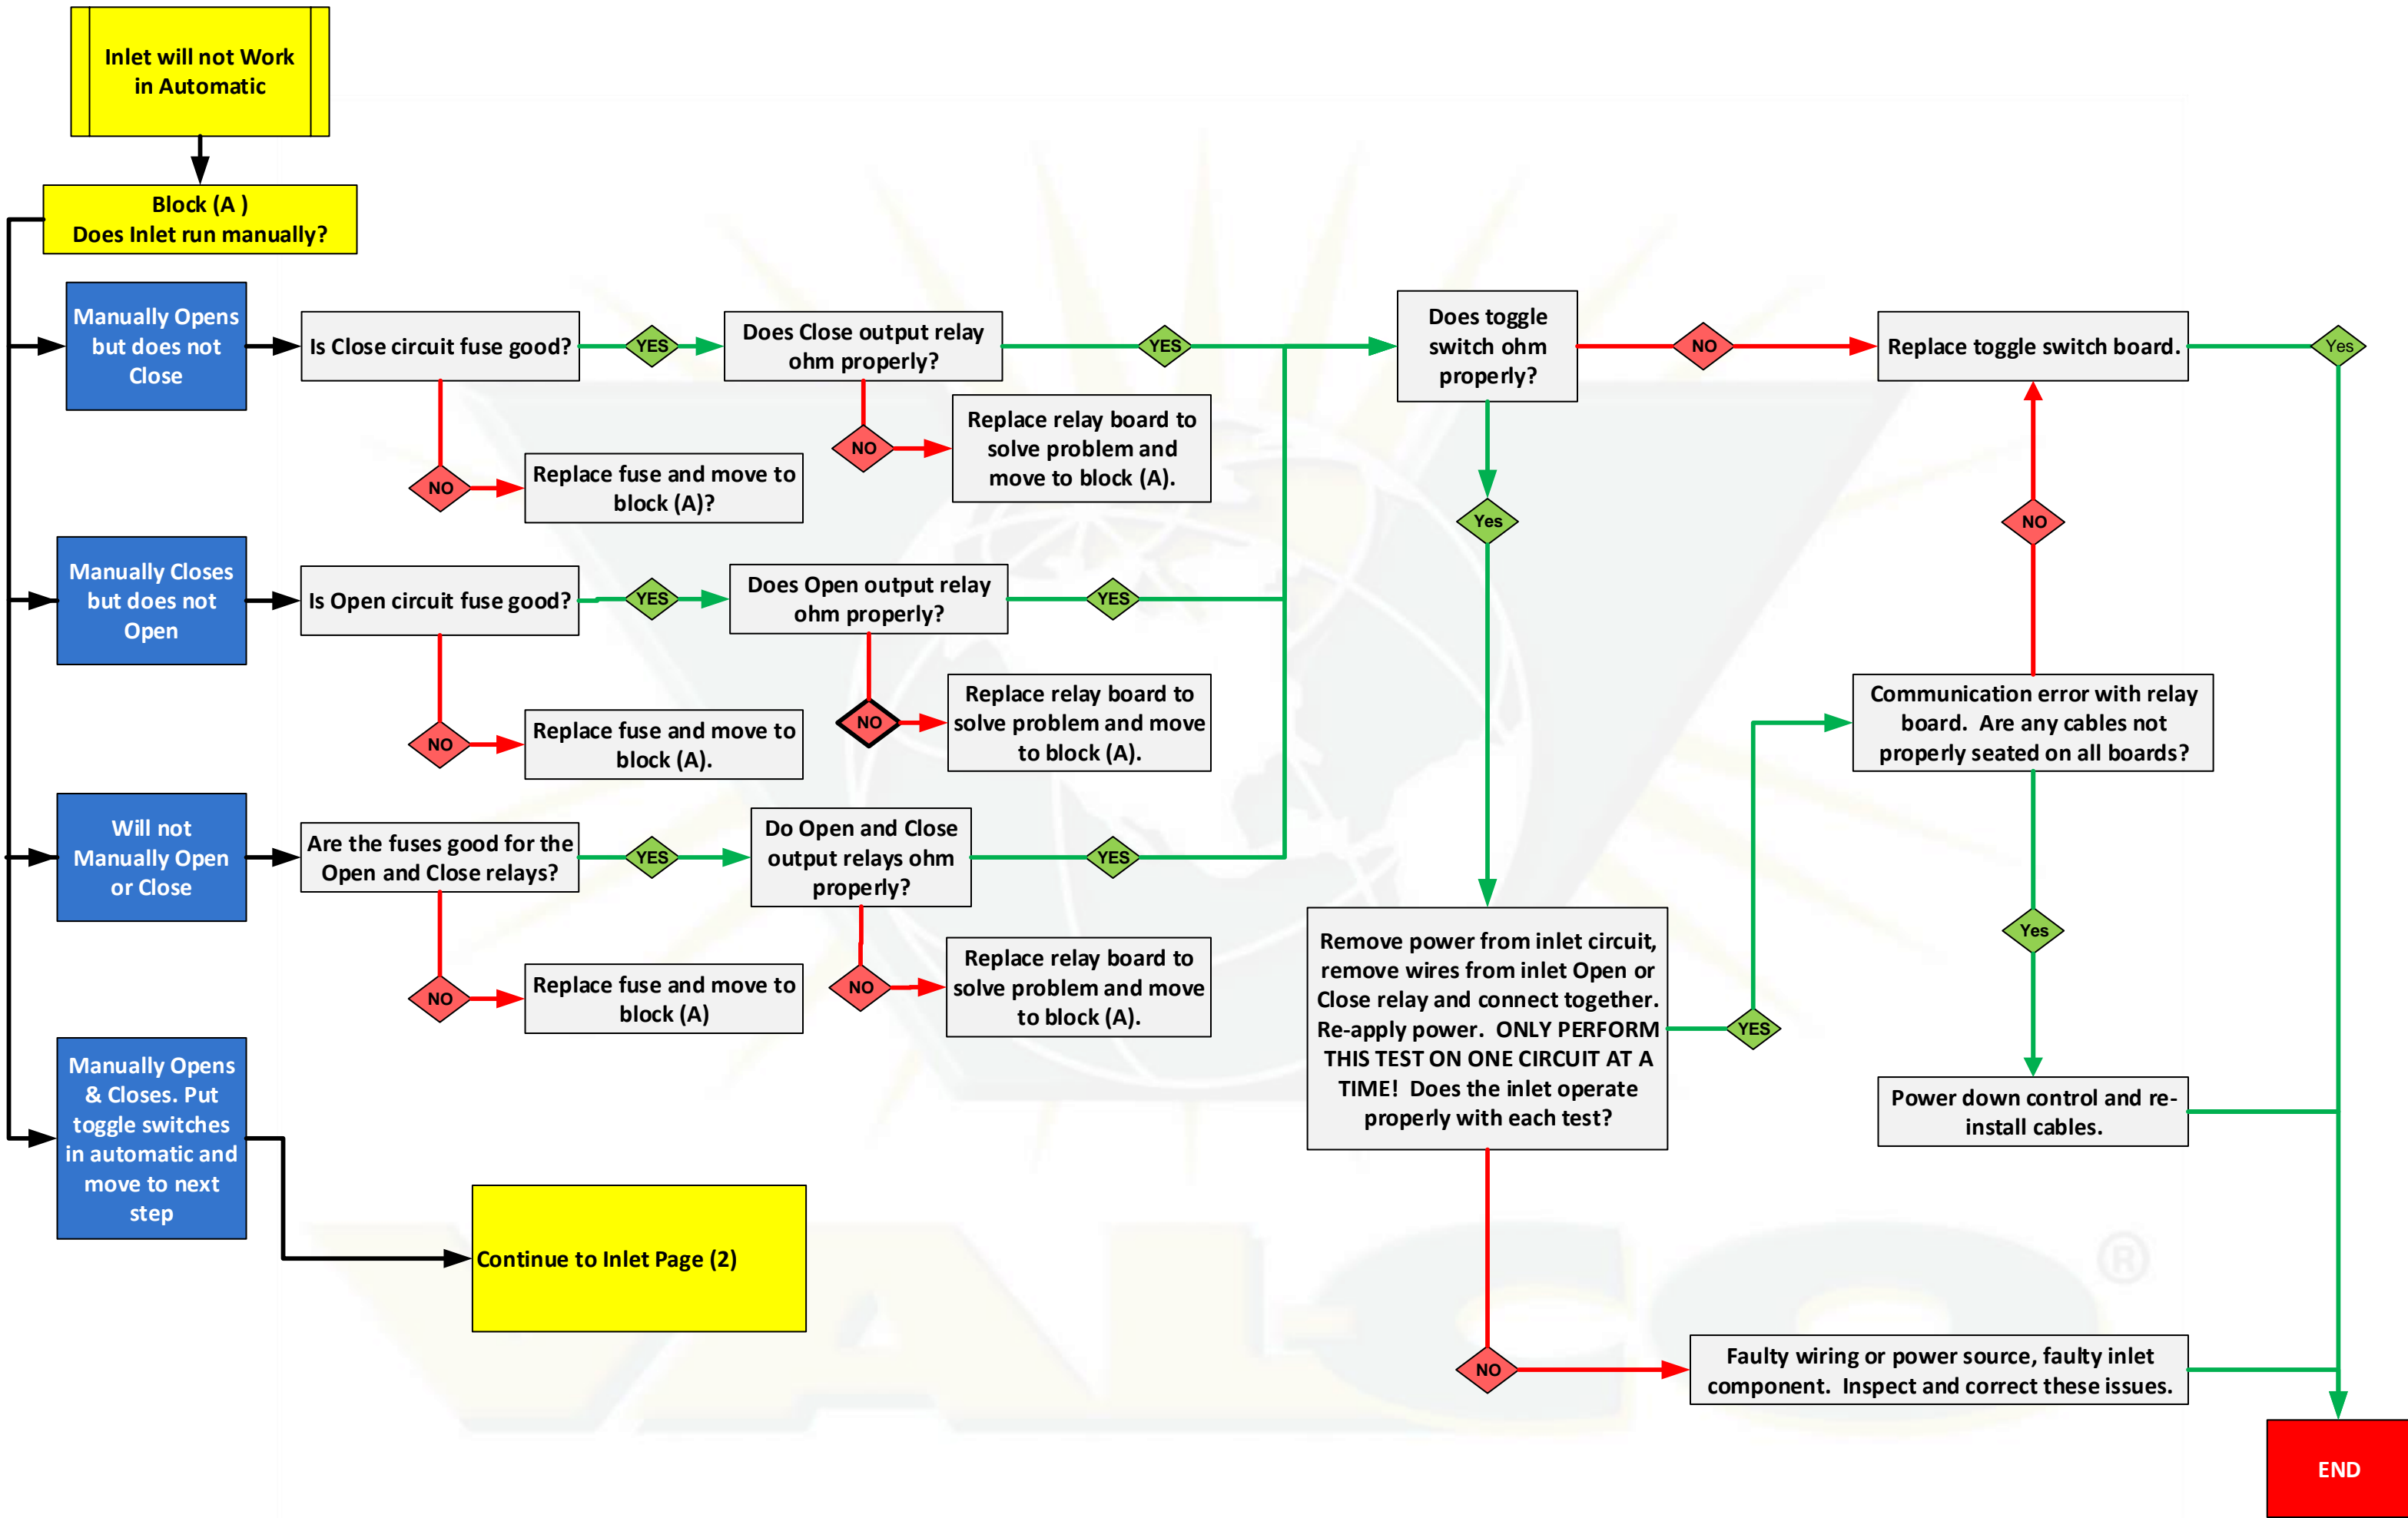 Inlet will not Work
in Automatic
Block (A )
Does Inlet run manually?
Manually Opens
but does not
Close
Is Close circuit fuse good?
YES
Does Close output relay
ohm properly?
YES
Does toggle
switch ohm
properly?
NO
Replace toggle switch board.
Yes
NO
Replace relay board to
solve problem and
move to block (A).
NO
Replace fuse and move to
block (A)?
Yes
NO
Manually Closes
but does not
Open
Is Open circuit fuse good?
YES
Does Open output relay
ohm properly?
YES
NO
Replace relay board to
solve problem and move
to block (A).
NO
Replace fuse and move to
block (A).
Communication error with relay
board.  Are any cables not
properly seated on all boards?
Will not
Manually Open
or Close
Are the fuses good for the
Open and Close relays?
YES
Do Open and Close
output relays ohm
properly?
YES
NO
Replace relay board to
solve problem and move
to block (A).
NO
Replace fuse and move to
block (A)
Remove power from inlet circuit,
remove wires from inlet Open or
Close relay and connect together.
Re-apply power.  ONLY PERFORM
THIS TEST ON ONE CIRCUIT AT A
TIME!  Does the inlet operate
properly with each test?
YES
Yes
Power down control and re-
install cables.
Manually Opens
& Closes. Put
toggle switches
in automatic and
move to next
step
Continue to Inlet Page (2)
NO
Faulty wiring or power source, faulty inlet
component.  Inspect and correct these issues.
END
VAL-CO®